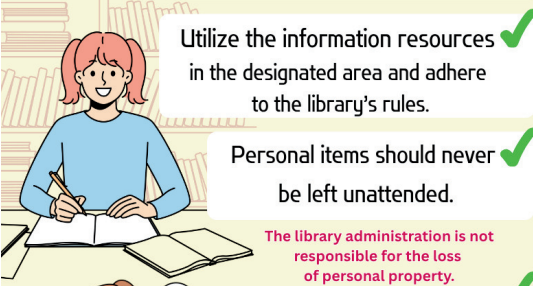 Utilize the information resources
in the designated area and adhere
to the library's rules.
Personal items should never
be left unattended.
The library administration is not
responsible for the loss
of personal property.